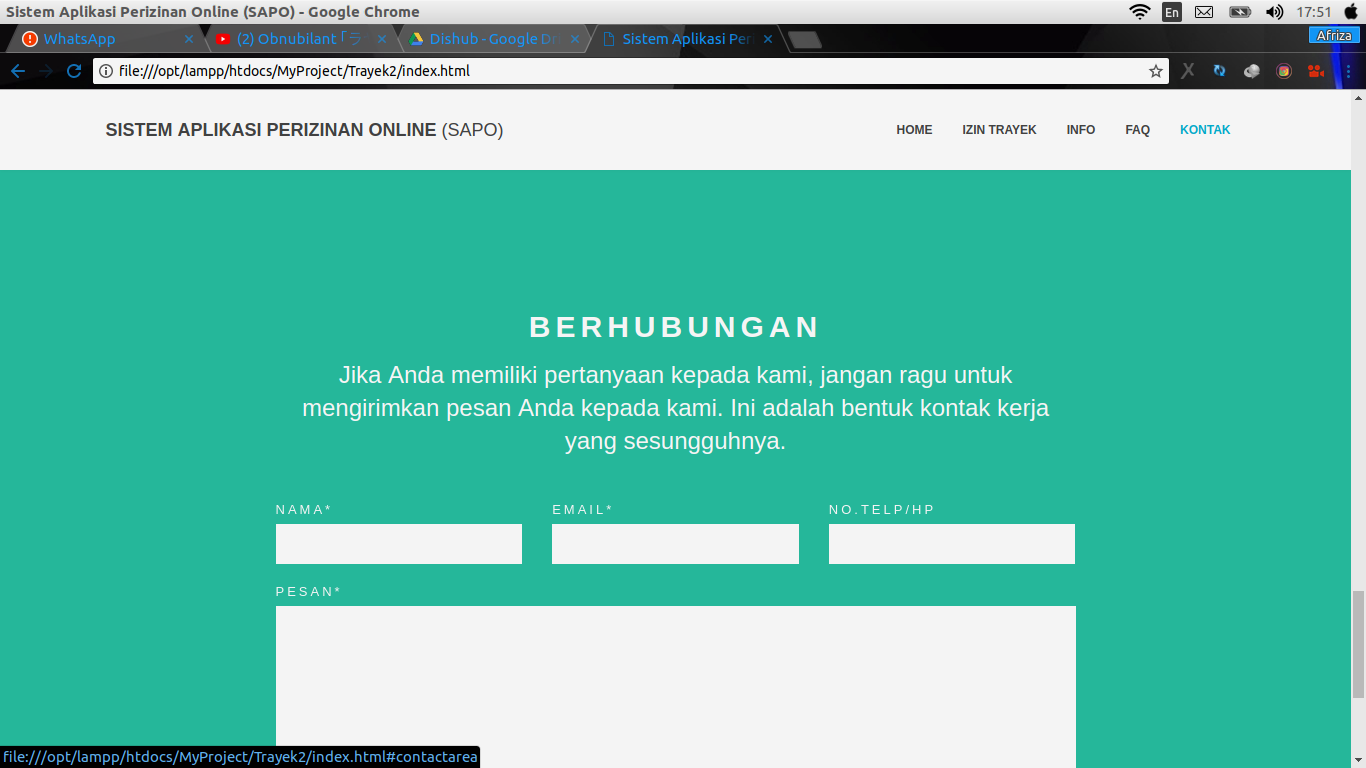 Sistem Aplikasi Perizinan Online (SAPO) - Google Chrome
En
17:51
WhatsApp
(2) Obnubilant「ラ
Dishub - Google Dr
Sistem Aplikasi Per
Afriza
file:///opt/lampp/htdocs/MyProject/Trayek2/index.html
SISTEM APLIKASI PERIZINAN ONLINE (SAPO)
HOME
IZIN TRAYEK
INFO
FAQ
KONTAK
BERHUBUNGAN
Jika Anda memiliki pertanyaan kepada kami, jangan ragu untuk
mengirimkan pesan Anda kepada kami. Ini adalah bentuk kontak kerja
yang sesungguhnya.
NAMA*
EMAIL*
NO.TELP/HP
PESAN*
file:///opt/lampp/htdocs/MyProject/Trayek2/index.html#contactarea